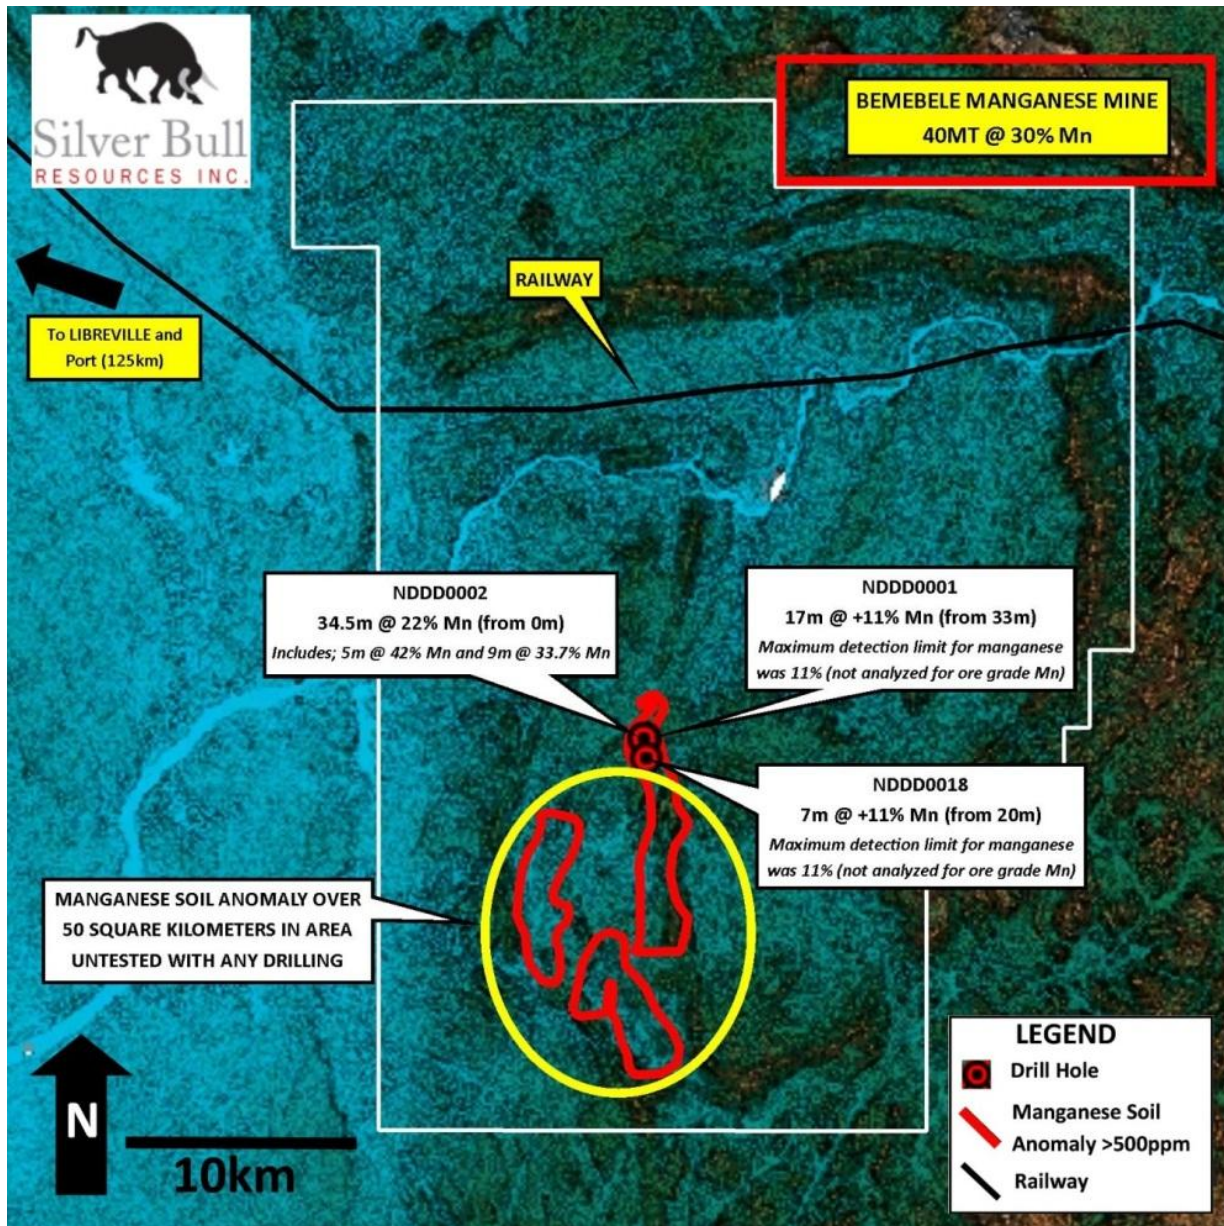 Silver Bull
RESOURCES INC.
BEMEBELE MANGANESE MINE
40MT @ 30% Mn
RAILWAY
To LIBREVILLE and
Port (125km)
NDDD0002
34.5m @ 22% Mn (from 0m)
Includes; 5m @ 42% Mn and 9m @ 33.7% Mn
NDDD0001
17m @ +11% Mn (from 33m)
Maximum detection limit for manganese
was 11% (not analyzed for ore grade Mn)
NDDD0018
7m @ +11% Mn (from 20m)
Maximum detection limit for manganese
was 11% (not analyzed for ore grade Mn)
MANGANESE SOIL ANOMALY OVER
50 SQUARE KILOMETERS IN AREA
UNTESTED WITH ANY DRILLING
N
10km
LEGEND
Drill Hole
Manganese Soil
Anomaly >500ppm
Railway